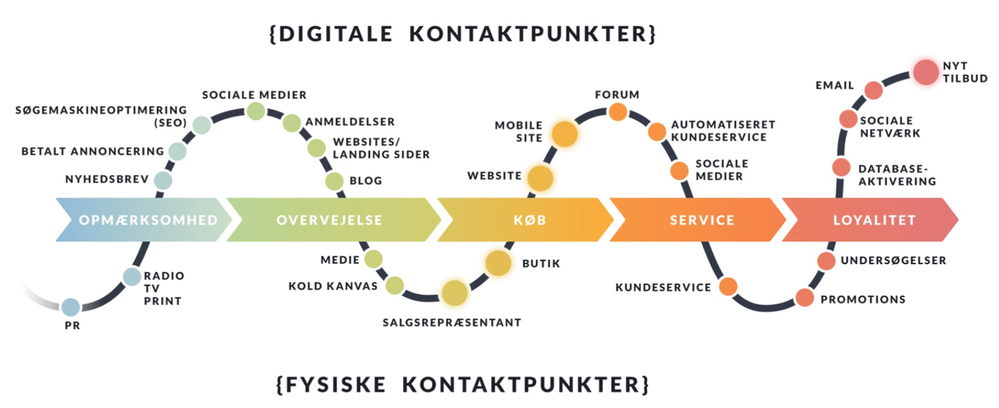 {DIGITALE KONTAKTPUNKTER}
NYT
TILBUD
EMAIL
SOCIALE MEDIER
FORUM
SØGEMASKINEOPTIMERING
(SEO)
ANMELDELSER
MOBILE
SITE
AUTOMATISERET
KUNDESERVICE
SOCIALE
NETVÆRK
BETALT ANNONCERING
WEBSITES/
LANDING SIDER
SOCIALE
MEDIER
DATABASE-
AKTIVERING
NYHEDSBREV
BLOG
WEBSITE
OPMÆRKSOMHED
OVERVEJELSE
KØB
SERVICE
LOYALITET
MEDIE
BUTIK
UNDERSØGELSER
RADIO
TV
PRINT
KOLD KANVAS
KUNDESERVICE
PROMOTIONS
PR
SALGSREPRÆSENTANT
{FYSISKE KONTAKTPUNKTER}